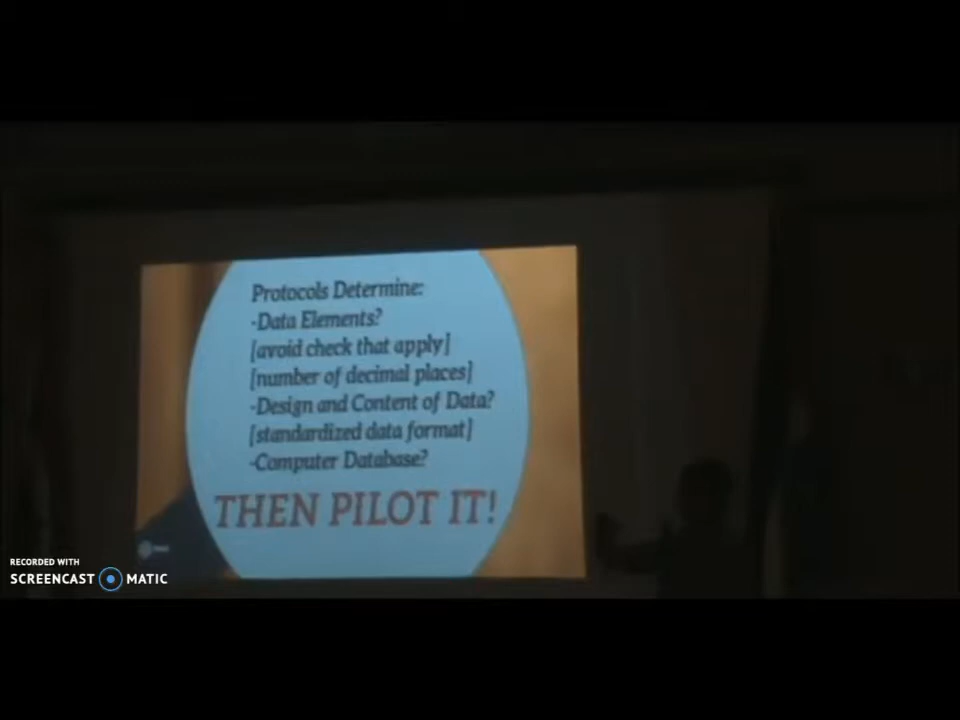 Protocols Determine:
-Data Elements?
[avoid check that apply]
[number of decimal places]
-Design and Content of Data?
[standardized data format]
-Computer Database?
THEN PILOT IT!
RECORDED WITH
SCREENCAST MATIC